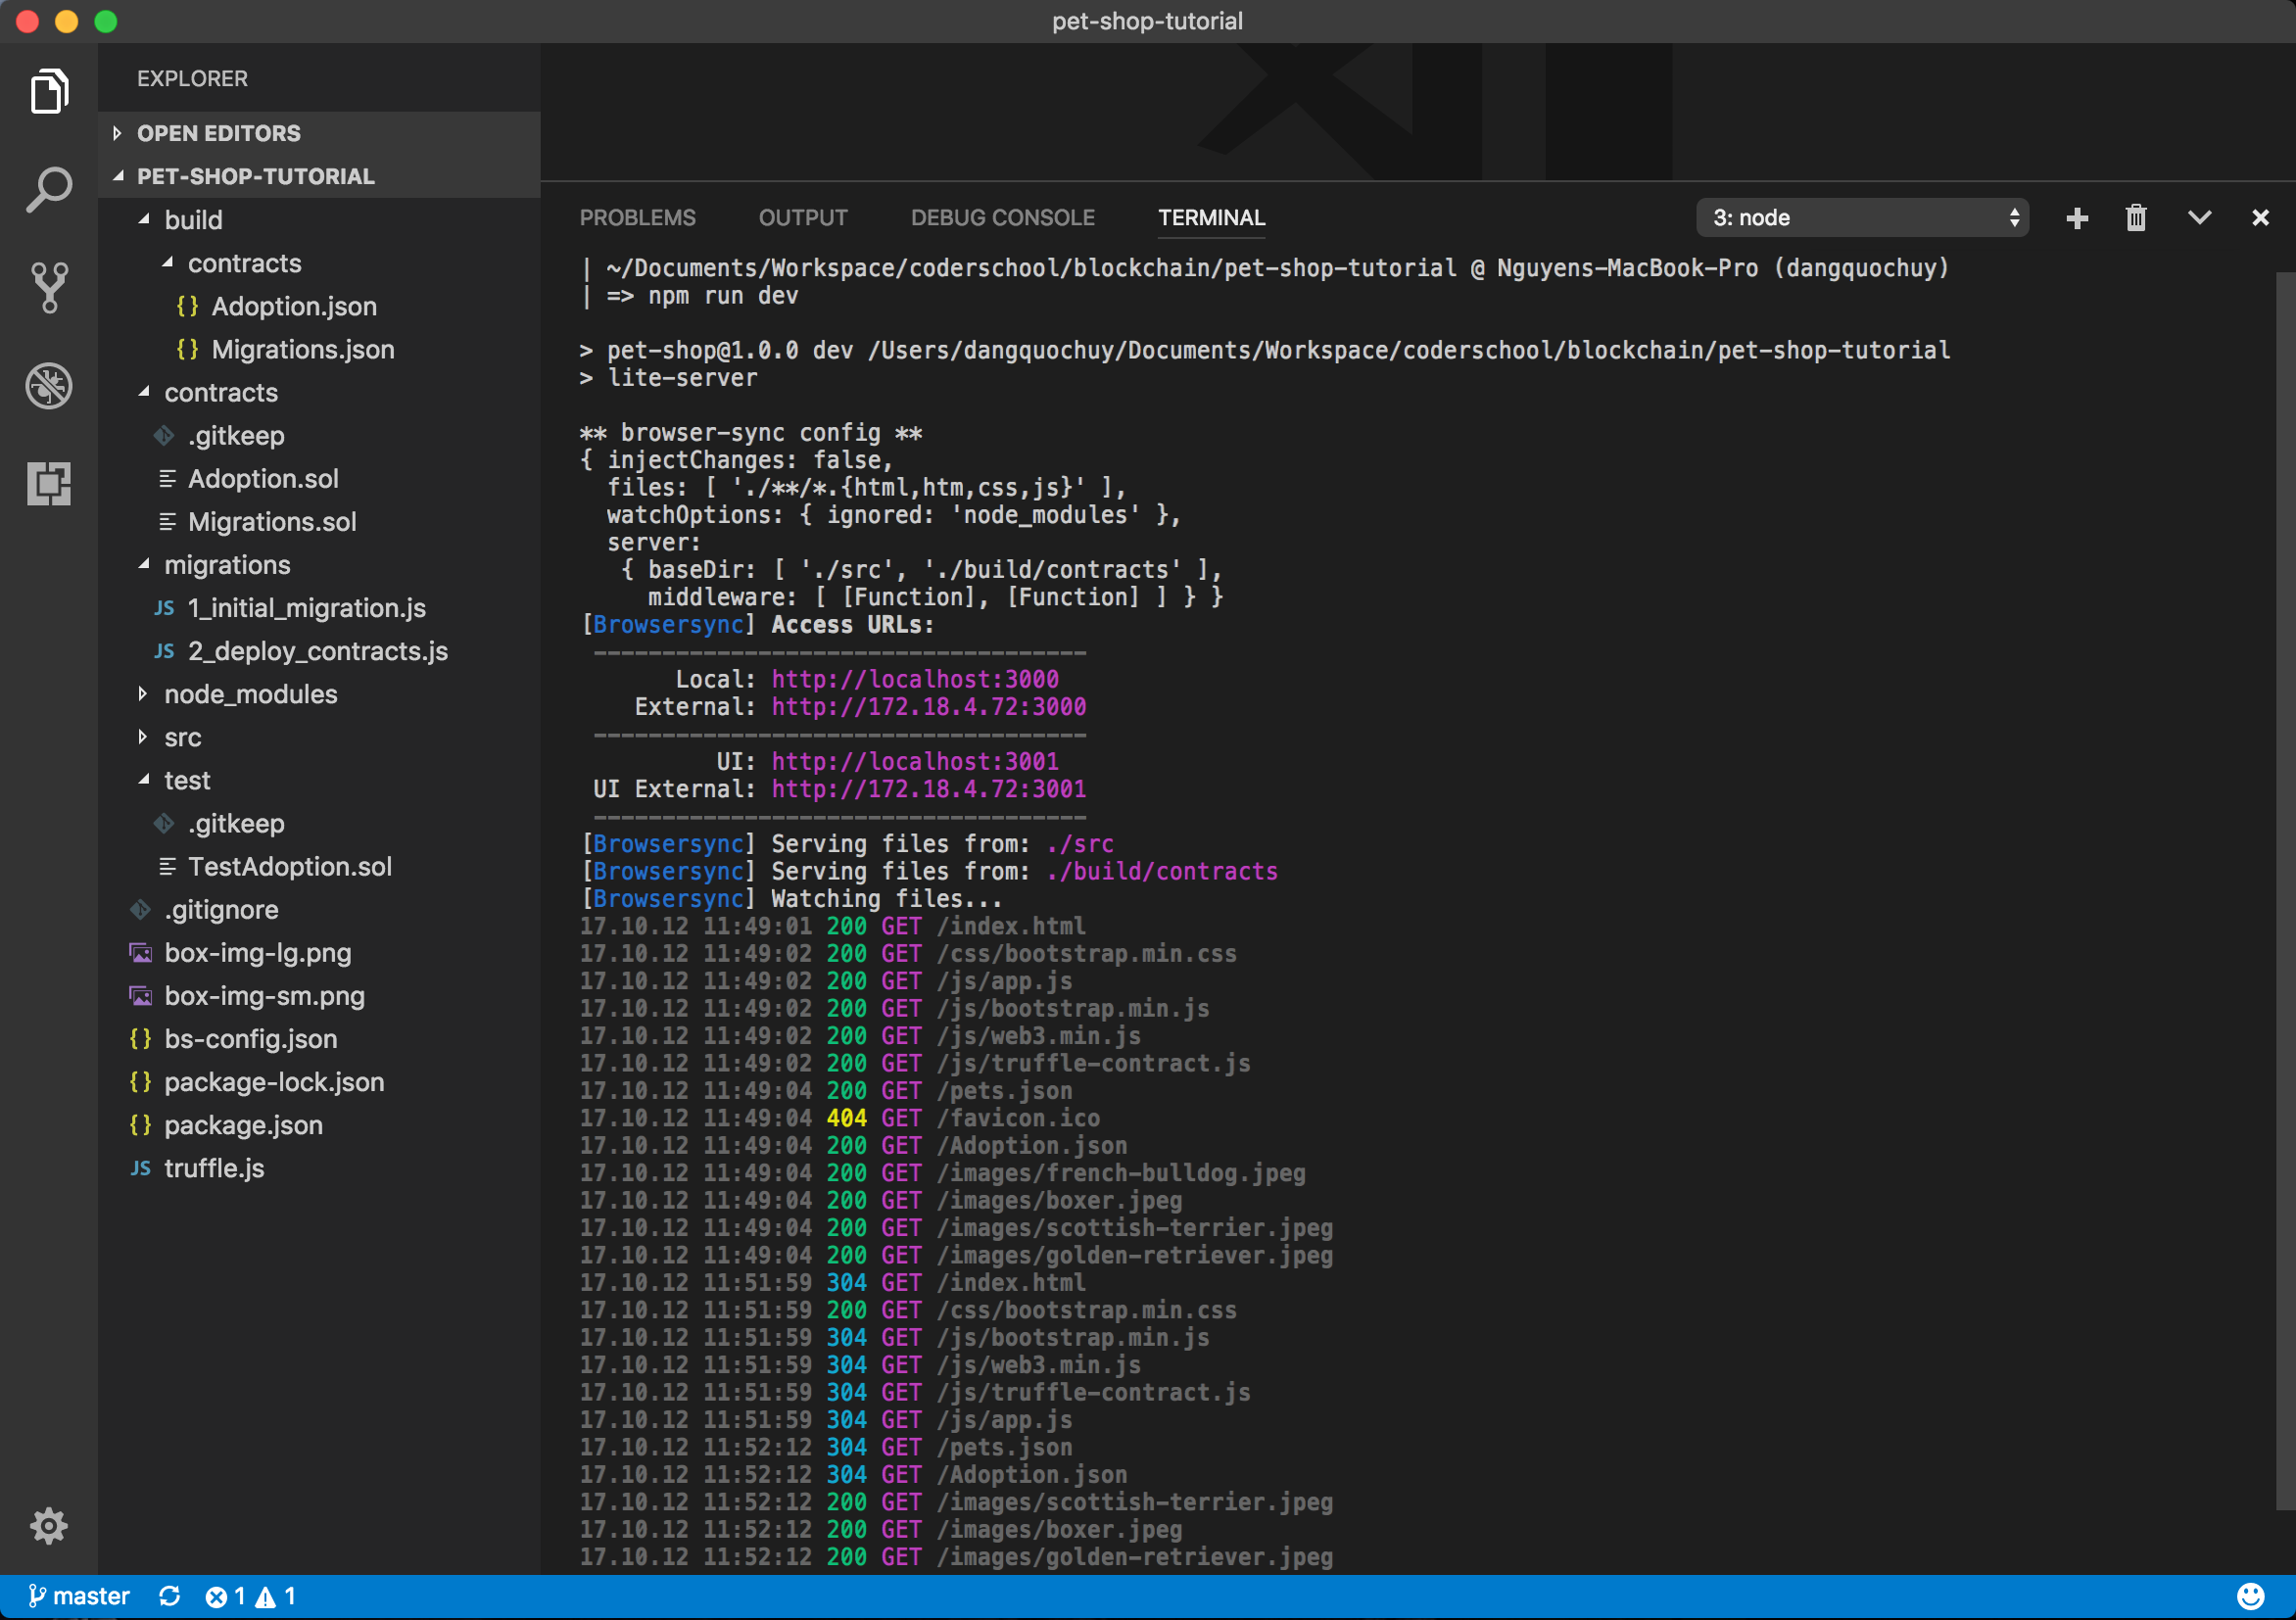 pet-shop-tutorial
EXPLORER
OPEN EDITORS
PET-SHOP-TUTORIAL
build
contracts
{} Adoption.json
{} Migrations.json
contracts
.gitkeep
Adoption.sol
Migrations.sol
migrations
JS 1_initial_migration.js
JS 2_deploy_contracts.js
node_modules
src
test
.gitkeep
TestAdoption.sol
.gitignore
box-img-lg.png
box-img-sm.png
{} bs-config.json
{} package-lock.json
{} package.json
JS truffle.js
PROBLEMS OUTPUT DEBUG CONSOLE TERMINAL 3: node
| ~/Documents/Workspace/coderschool/blockchain/pet-shop-tutorial @ Nguyens-MacBook-Pro (dangquochuy)
| => npm run dev
> pet-shop@1.0.0 dev /Users/dangquochuy/Documents/Workspace/coderschool/blockchain/pet-shop-tutorial
> lite-server
** browser-sync config **
{ injectChanges: false,
files: [ './**/*.{html,htm,css,js}' ],
watchOptions: { ignored: 'node_modules' },
server:
{ baseDir: [ './src', './build/contracts' ],
middleware: [ [Function], [Function] ] } }
[Browsersync] Access URLs:
------------------------------------
Local: http://localhost:3000
External: http://172.18.4.72:3000
------------------------------------
UI: http://localhost:3001
UI External: http://172.18.4.72:3001
------------------------------------
[Browsersync] Serving files from: ./src
[Browsersync] Serving files from: ./build/contracts
[Browsersync] Watching files...
17.10.12 11:49:01 200 GET /index.html
17.10.12 11:49:02 200 GET /css/bootstrap.min.css
17.10.12 11:49:02 200 GET /js/app.js
17.10.12 11:49:02 200 GET /js/bootstrap.min.js
17.10.12 11:49:02 200 GET /js/web3.min.js
17.10.12 11:49:02 200 GET /js/truffle-contract.js
17.10.12 11:49:04 200 GET /pets.json
17.10.12 11:49:04 404 GET /favicon.ico
17.10.12 11:49:04 200 GET /Adoption.json
17.10.12 11:49:04 200 GET /images/french-bulldog.jpeg
17.10.12 11:49:04 200 GET /images/boxer.jpeg
17.10.12 11:49:04 200 GET /images/scottish-terrier.jpeg
17.10.12 11:49:04 200 GET /images/golden-retriever.jpeg
17.10.12 11:51:59 304 GET /index.html
17.10.12 11:51:59 200 GET /css/bootstrap.min.css
17.10.12 11:51:59 304 GET /js/bootstrap.min.js
17.10.12 11:51:59 304 GET /js/web3.min.js
17.10.12 11:51:59 304 GET /js/truffle-contract.js
17.10.12 11:51:59 304 GET /js/app.js
17.10.12 11:52:12 304 GET /pets.json
17.10.12 11:52:12 304 GET /Adoption.json
17.10.12 11:52:12 200 GET /images/scottish-terrier.jpeg
17.10.12 11:52:12 200 GET /images/boxer.jpeg
17.10.12 11:52:12 200 GET /images/golden-retriever.jpeg
master 1 1